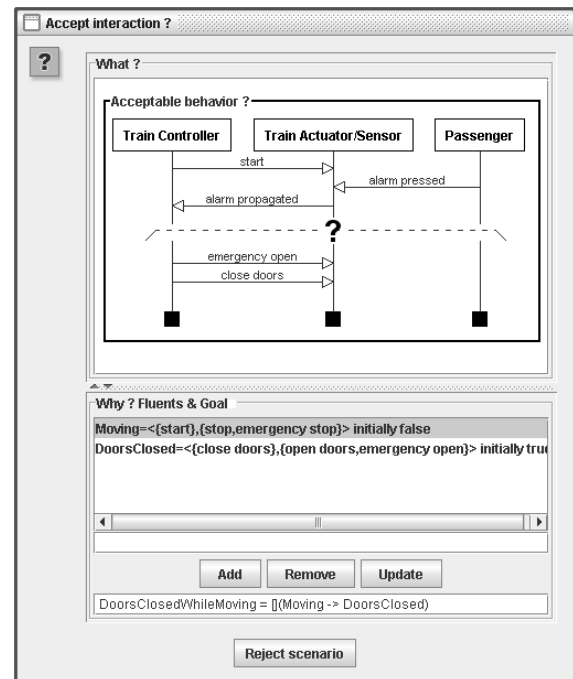 Accept interaction ?
?
What ?
Acceptable behavior ?
Train Controller Train Actuator/Sensor Passenger
start
alarm pressed
alarm propagated
?
emergency open
close doors
Why ? Fluents & Goal
Moving=<{start},{stop,emergency stop}> initially false
DoorsClosed=<{close doors},{open doors,emergency open}> initially true
Add Remove Update
DoorsClosedWhileMoving = [](Moving -> DoorsClosed)
Reject scenario